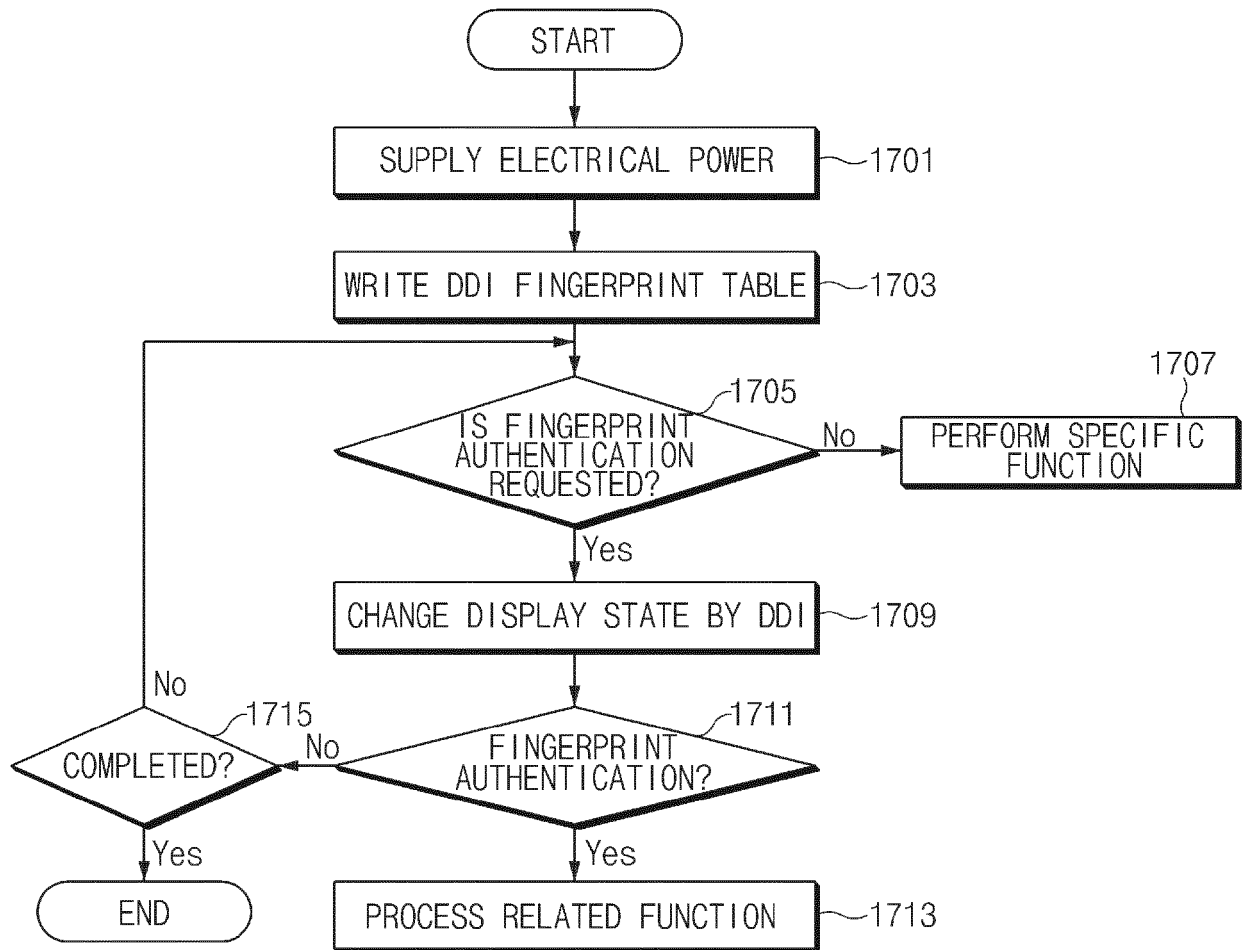 START
SUPPLY ELECTRICAL POWER
1701
WRITE DDI FINGERPRINT TABLE
1703
1705
IS FINGERPRINT
AUTHENTICATION
REQUESTED?
No
1707
PERFORM SPECIFIC
FUNCTION
Yes
CHANGE DISPLAY STATE BY DDI
1709
No
1715
COMPLETED?
No
1711
FINGERPRINT
AUTHENTICATION?
Yes
Yes
END
PROCESS RELATED FUNCTION
1713